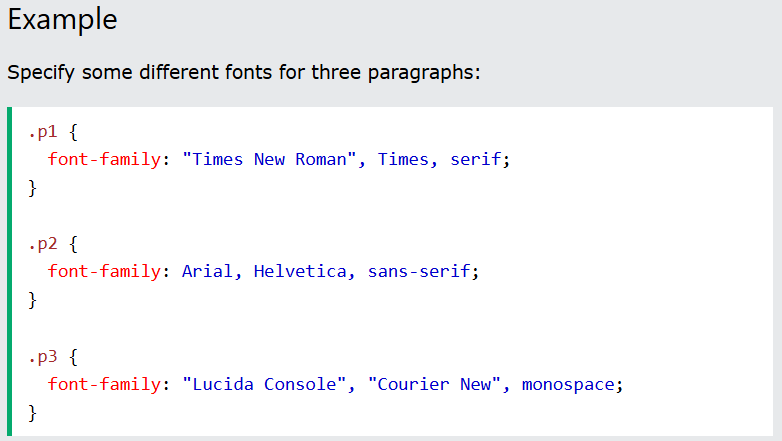 Example
Specify some different fonts for three paragraphs:
.p1 {
  font-family: "Times New Roman", Times, serif;
}
.p2 {
  font-family: Arial, Helvetica, sans-serif;
}
.p3 {
  font-family: "Lucida Console", "Courier New", monospace;
}